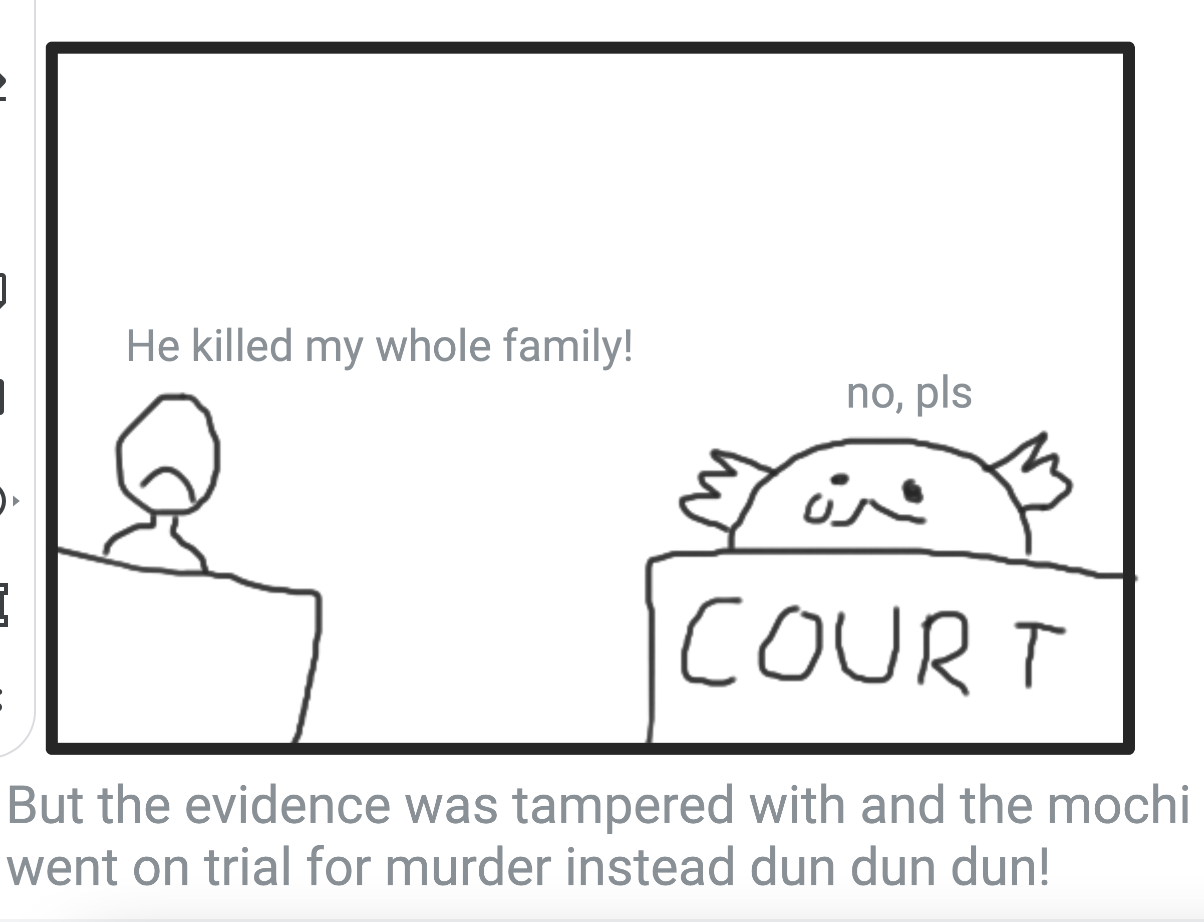 He killed my whole family!
no, pls
COURT
But the evidence was tampered with and the mochi
went on trial for murder instead dun dun dun!